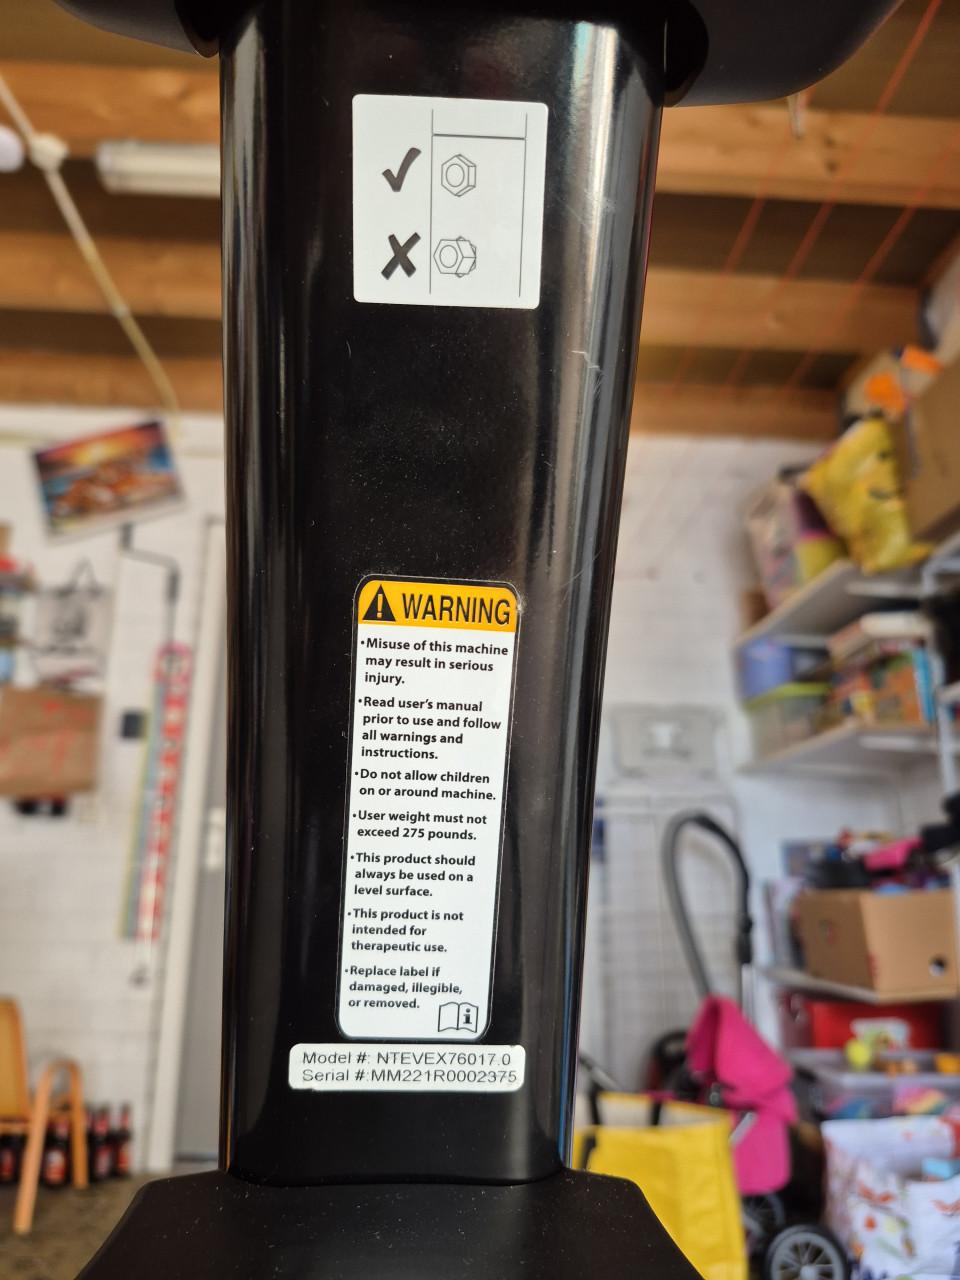 WARNING
•Misuse of this machine
may result in serious
injury.
•Read user's manual
prior to use and follow
all warnings and
instructions.
•Do not allow children
on or around machine.
•User weight must not
exceed 275 pounds.
•This product should
always be used on a
level surface.
•This product is not
intended for
therapeutic use.
•Replace label if
damaged, illegible,
or removed.
Model #: NTEVEX76017.0
Serial #:MM221R0002375